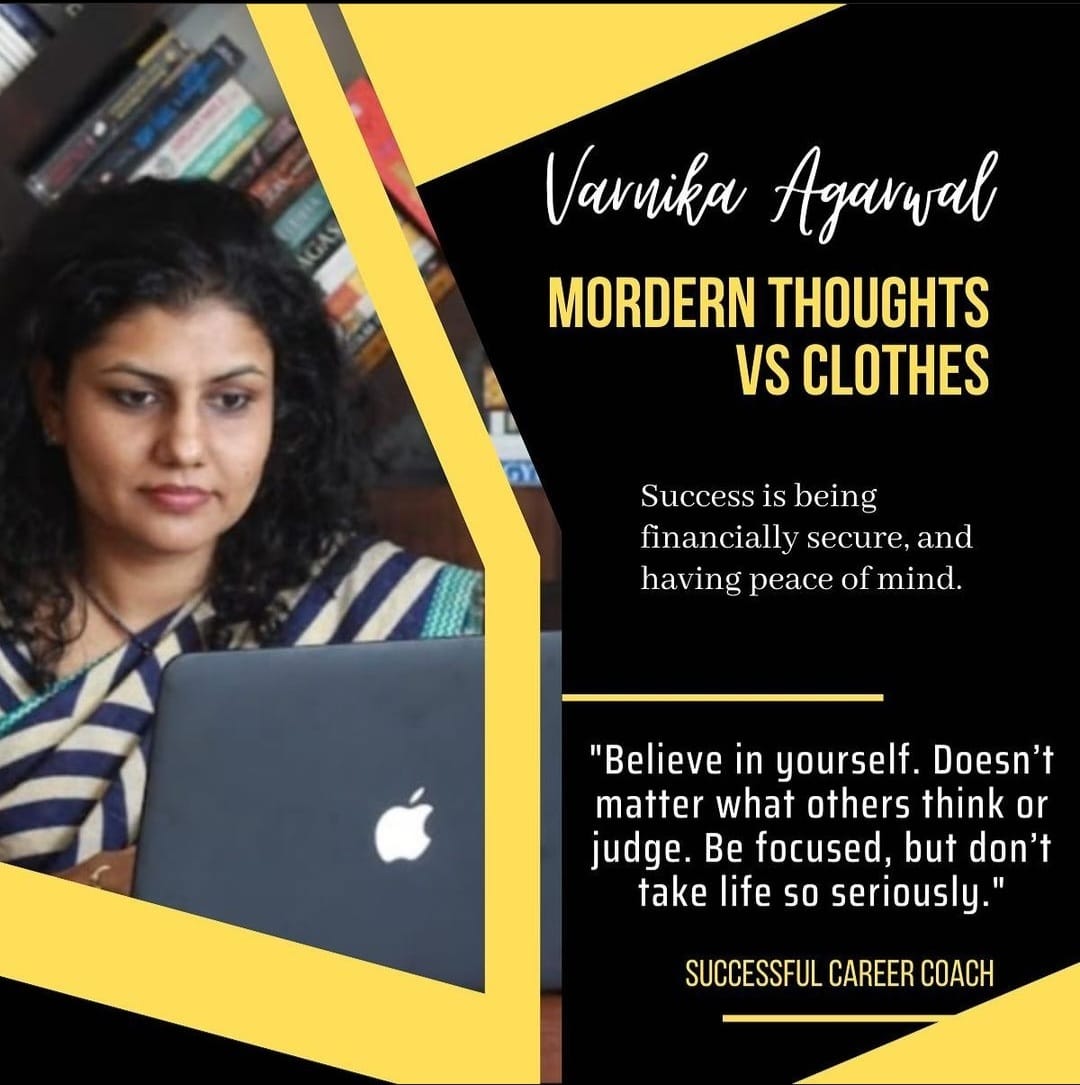 Varnika Agarwal
MORDERN THOUGHTS
VS CLOTHES
Success is being
financially secure, and
having peace of mind.
"Believe in yourself. Doesn't
matter what others think or
judge. Be focused, but don't
take life so seriously."
SUCCESSFUL CAREER COACH